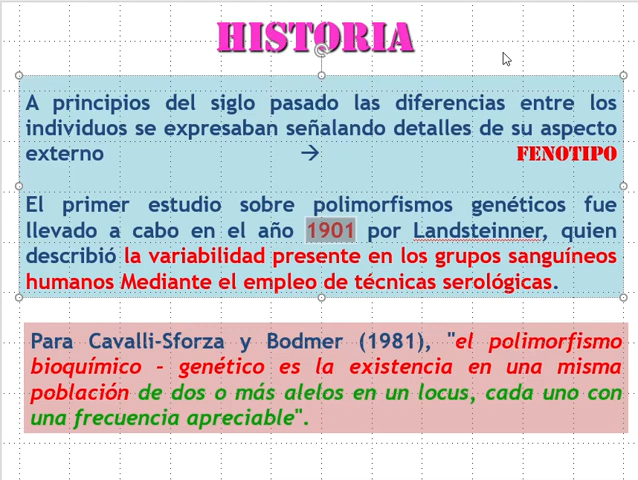 HISTORIA
A principios del siglo pasado las diferencias entre los
individuos se expresaban señalando detalles de su aspecto
externo → FENOTIPO
El primer estudio sobre polimorfismos genéticos fue
llevado a cabo en el año 1901 por Landsteinner, quien
describió la variabilidad presente en los grupos sanguíneos
humanos Mediante el empleo de técnicas serológicas.
Para Cavalli-Sforza y Bodmer (1981), "el polimorfismo
bioquímico - genético es la existencia en una misma
población de dos o más alelos en un locus, cada uno con
una frecuencia apreciable".